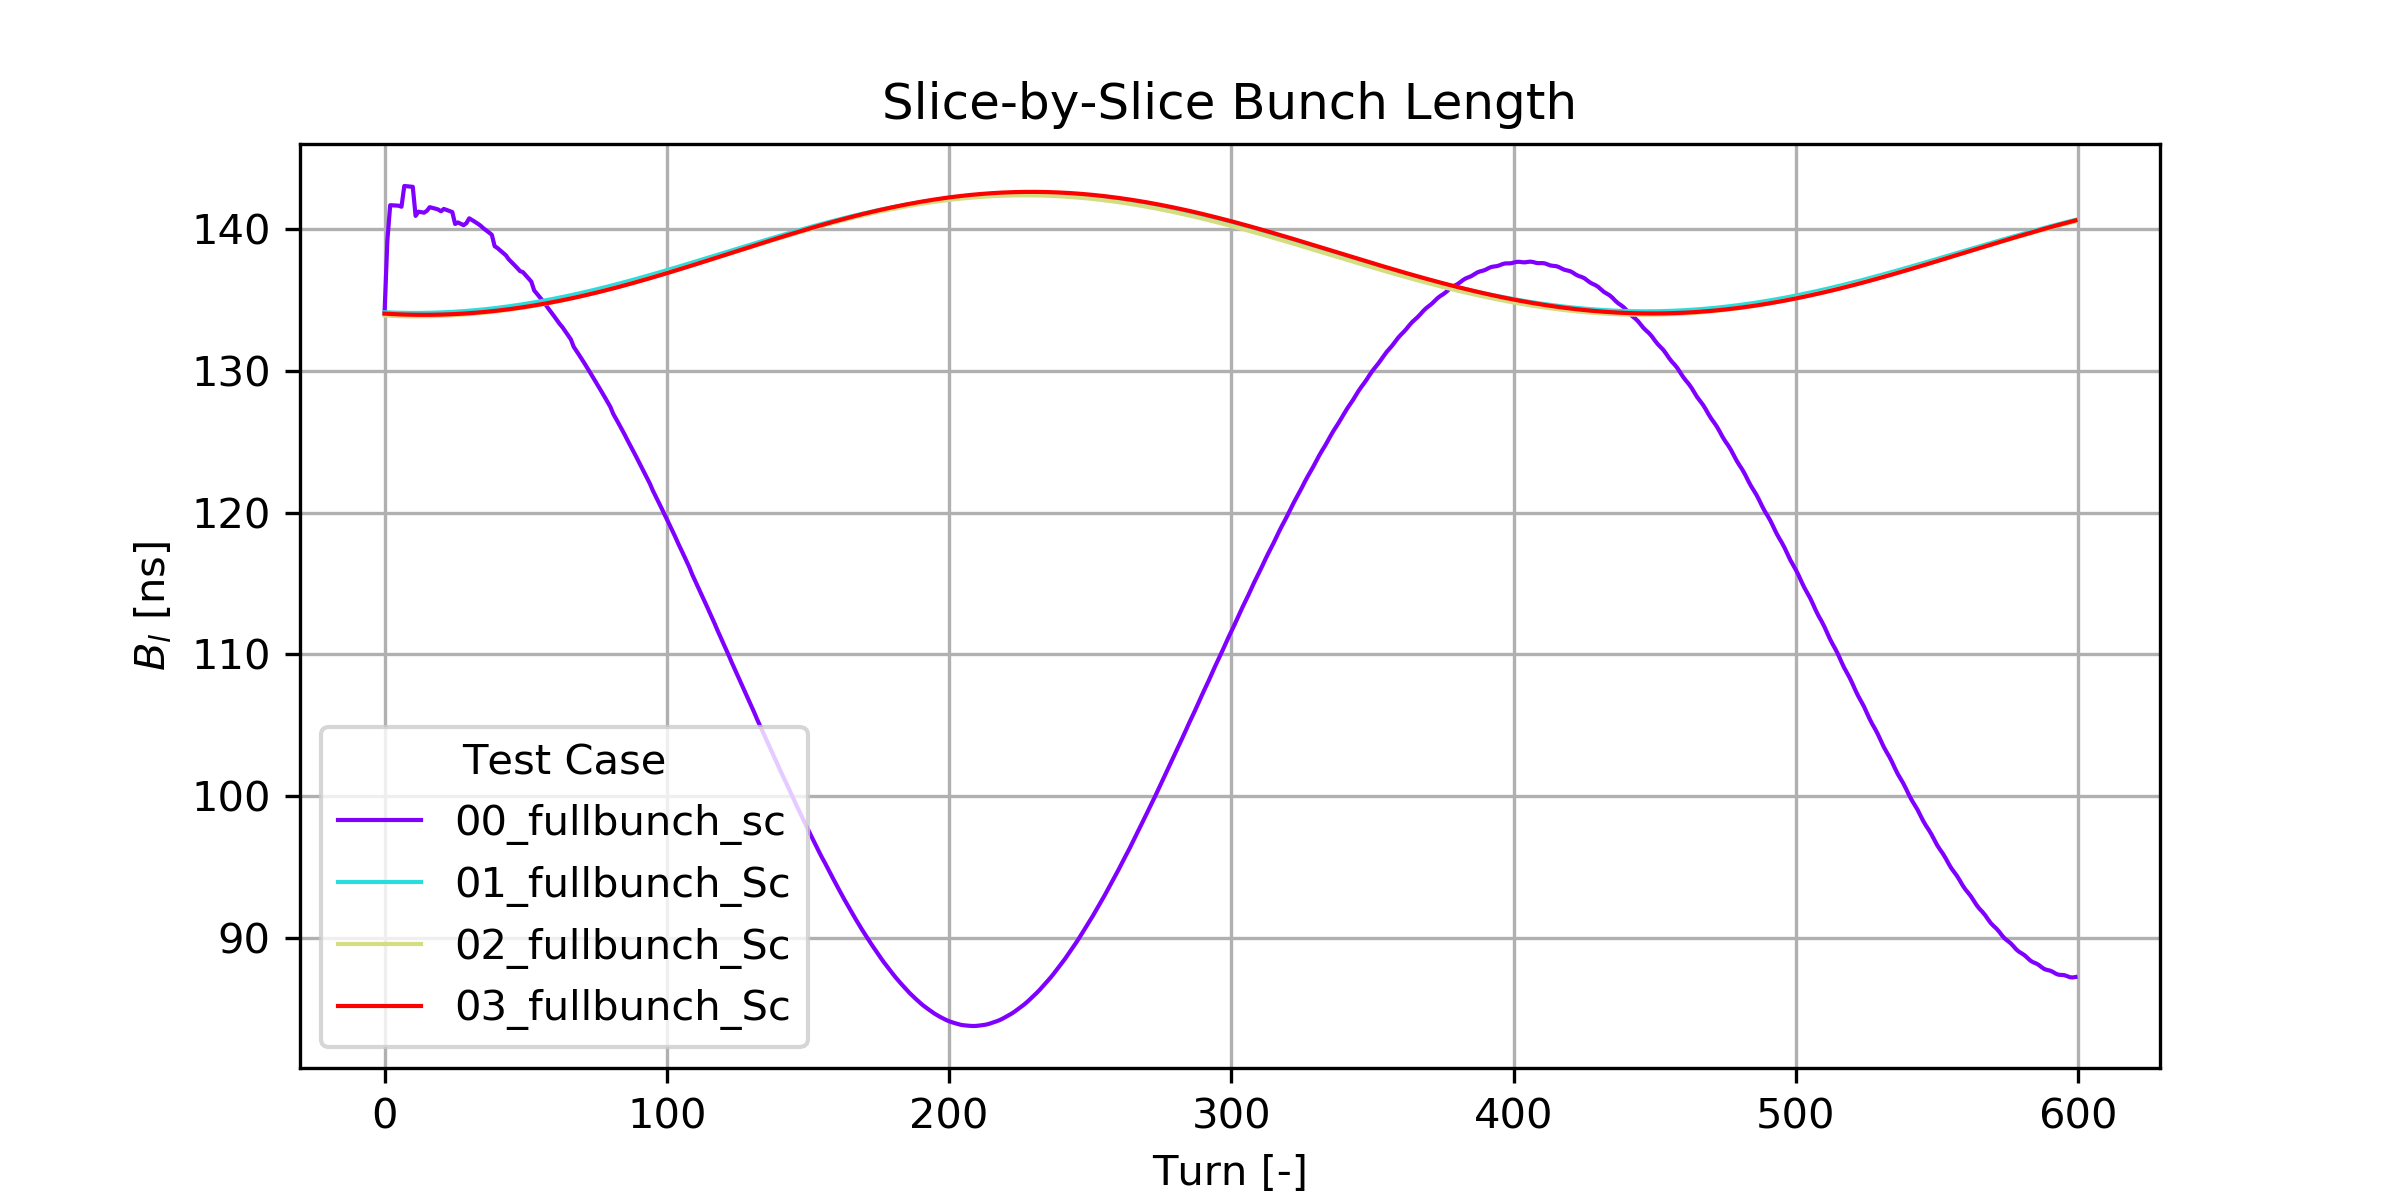 Slice-by-Slice Bunch Length
B_l [ns]
140
130
120
110
100
90
Test Case
00_fullbunch_sc
01_fullbunch_Sc
02_fullbunch_Sc
03_fullbunch_Sc
0 100 200 300 400 500 600
Turn [-]